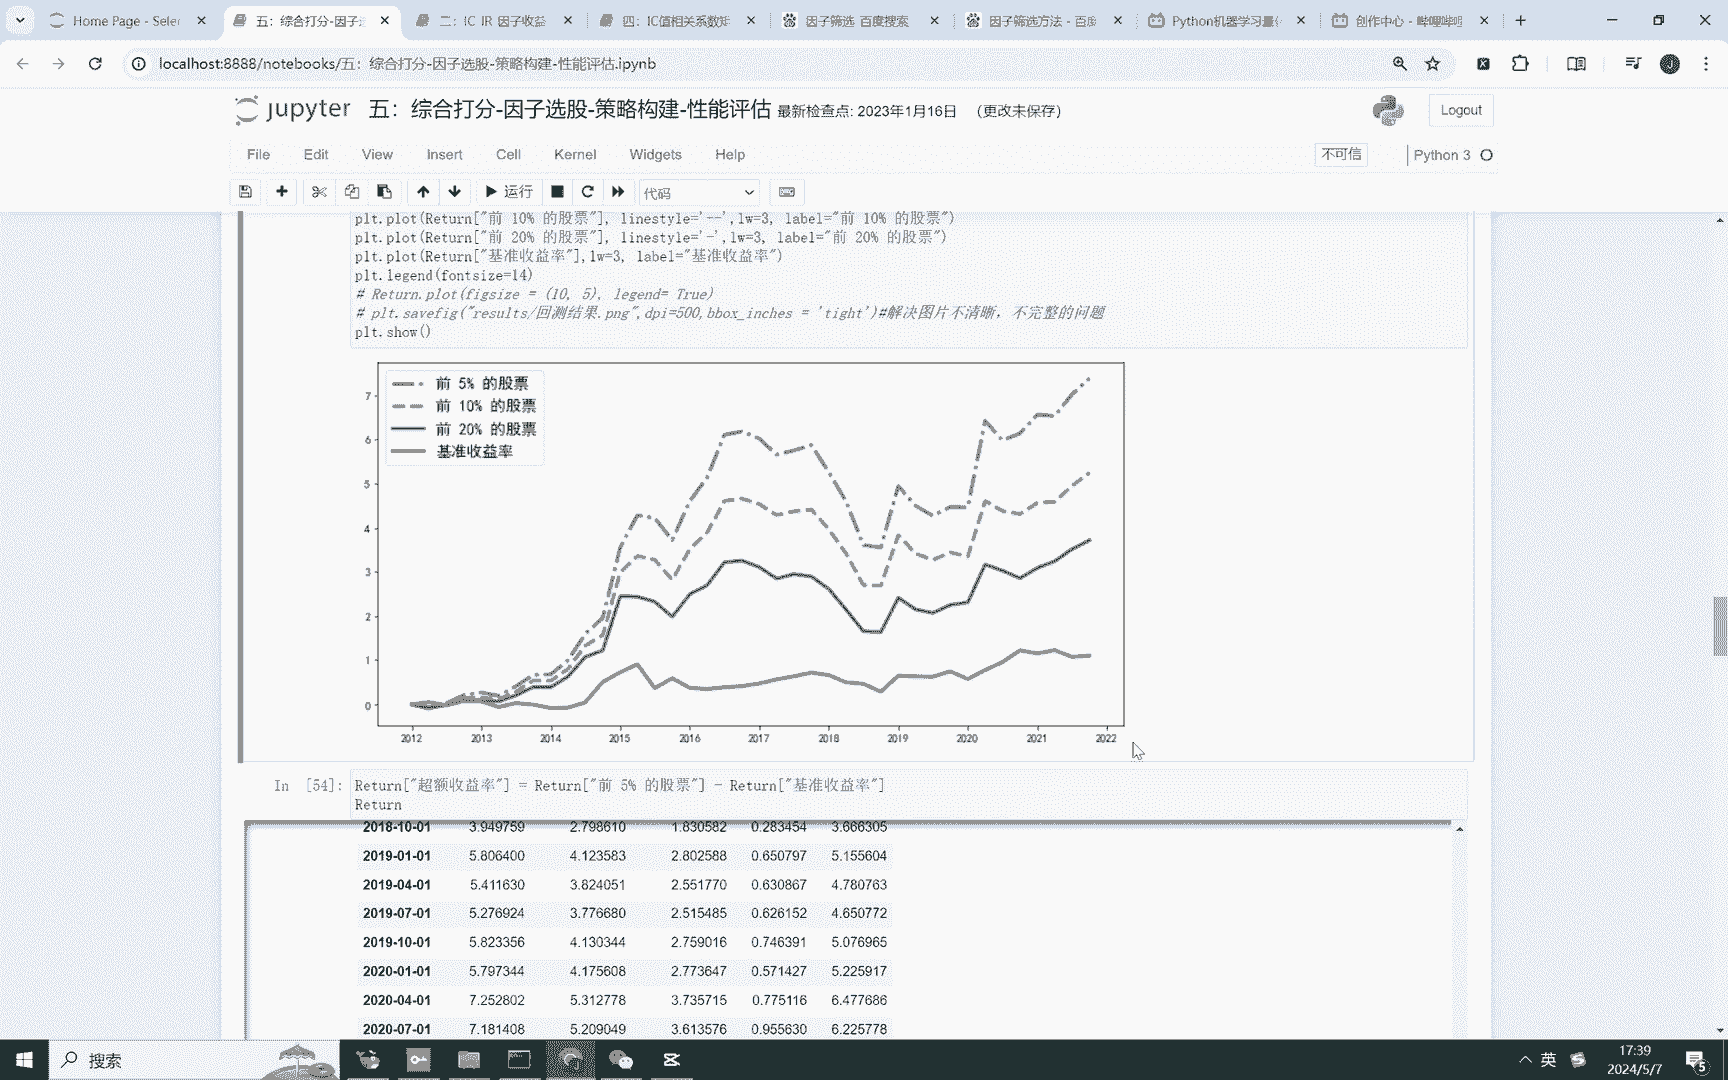 Home Page - Sele
五：综合打分-因子选
二：IC IR 因子收益
四：IC值相关系数矩
因子筛选 百度搜索
因子筛选方法 - 百度
Python机器学习量化
创作中心 - 哔哩哔哩
localhost:8888/notebooks/五：综合打分-因子选股-策略构建-性能评估.ipynb
jupyter 五：综合打分-因子选股-策略构建-性能评估 最新检查点: 2023年1月16日 （更改未保存）
Logout
File Edit View Insert Cell Kernel Widgets Help
不可信 Python 3
运行 代码
plt.plot(Return["前 10% 的股票"], linestyle='--',lw=3, label="前 10% 的股票")
plt.plot(Return["前 20% 的股票"], linestyle='-',lw=3, label="前 20% 的股票")
plt.plot(Return["基准收益率"],lw=3, label="基准收益率")
plt.legend(fontsize=14)
# Return.plot(figsize = (10, 5), legend= True)
# plt.savefig("results/回测结果.png",dpi=500,bbox_inches = 'tight')#解决图片不清晰，不完整的问题
plt.show()
前 5% 的股票
前 10% 的股票
前 20% 的股票
基准收益率
7
6
5
4
3
2
1
0
2012 2013 2014 2015 2016 2017 2018 2019 2020 2021 2022
In [54]: Return["超额收益率"] = Return["前 5% 的股票"] - Return["基准收益率"]
Return
2018-10-01 3.949759 2.798610 1.830582 0.283454 3.666305
2019-01-01 5.806400 4.123583 2.802588 0.650797 5.155604
2019-04-01 5.411630 3.824051 2.551770 0.630867 4.780763
2019-07-01 5.276924 3.776680 2.515485 0.626152 4.650772
2019-10-01 5.823356 4.130344 2.759016 0.746391 5.076965
2020-01-01 5.797344 4.175608 2.773647 0.571427 5.225917
2020-04-01 7.252802 5.312778 3.735715 0.775116 6.477686
2020-07-01 7.181408 5.209049 3.613576 0.955630 6.225778
搜索
英
17:39
2024/5/7
5